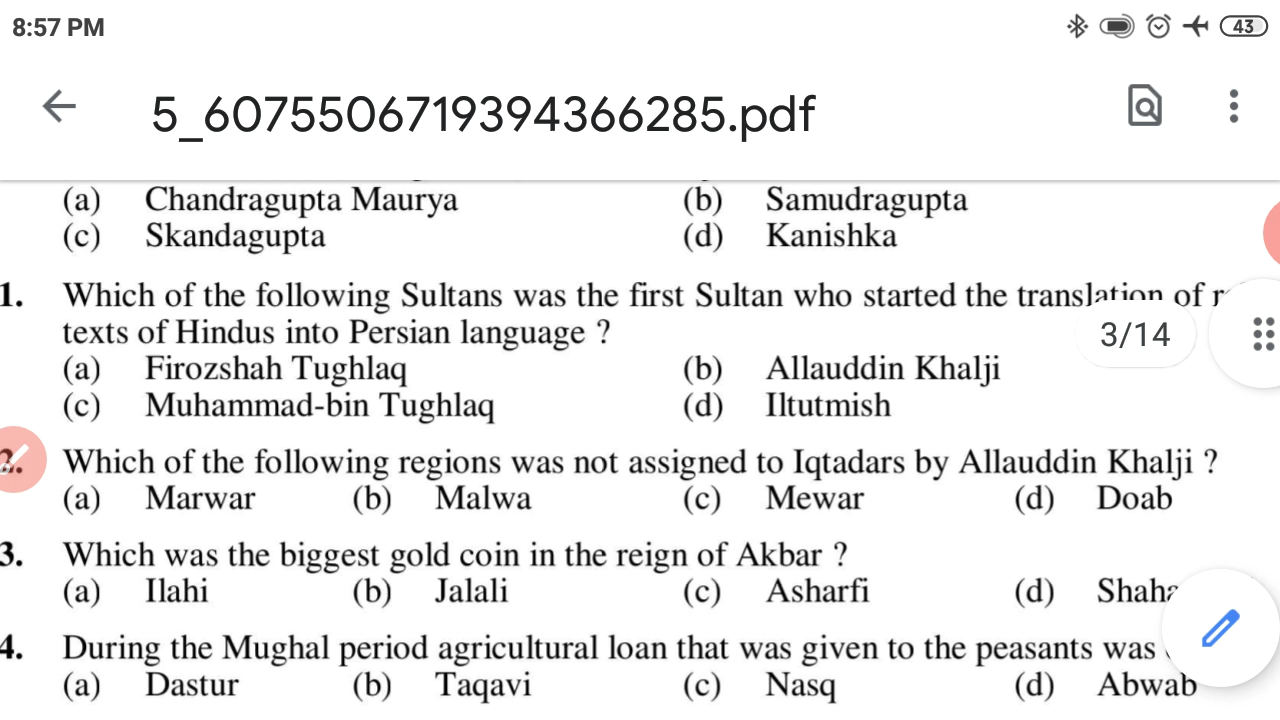 8:57 PM 43
5_6075506719394366285.pdf
(a) Chandragupta Maurya (b) Samudragupta
(c) Skandagupta (d) Kanishka
1. Which of the following Sultans was the first Sultan who started the translation of
texts of Hindus into Persian language ?
3/14
(a) Firozshah Tughlaq (b) Allauddin Khalji
(c) Muhammad-bin Tughlaq (d) Iltutmish
2. Which of the following regions was not assigned to Iqtadars by Allauddin Khalji ?
(a) Marwar (b) Malwa (c) Mewar (d) Doab
3. Which was the biggest gold coin in the reign of Akbar ?
(a) Ilahi (b) Jalali (c) Asharfi (d)
4. During the Mughal period agricultural loan that was given to the peasants was
(a) Dastur (b) Taqavi (c) Nasq (d) Abwab